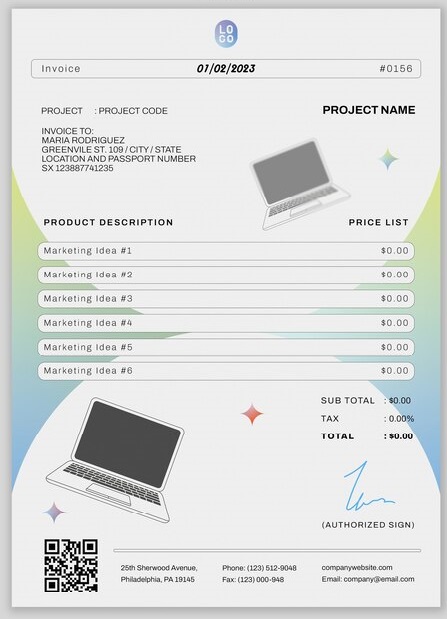 LO
GO
Invoice 01/02/2023 #0156
PROJECT : PROJECT CODE PROJECT NAME
INVOICE TO:
MARIA RODRIGUEZ
GREENVILE ST. 109 / CITY / STATE
LOCATION AND PASSPORT NUMBER
SX 123887741235
PRODUCT DESCRIPTION PRICE LIST
Marketing Idea #1 $0.00
Marketing Idea #2 $0.00
Marketing Idea #3 $0.00
Marketing Idea #4 $0.00
Marketing Idea #5 $0.00
Marketing Idea #6 $0.00
SUB TOTAL : $0.00
TAX : 0.00%
TOTAL : $0.00
(AUTHORIZED SIGN)
25th Sherwood Avenue, Phone: (123) 512-9048 companywebsite.com
Philadelphia, PA 19145 Fax: (123) 000-948 Email: company@email.com